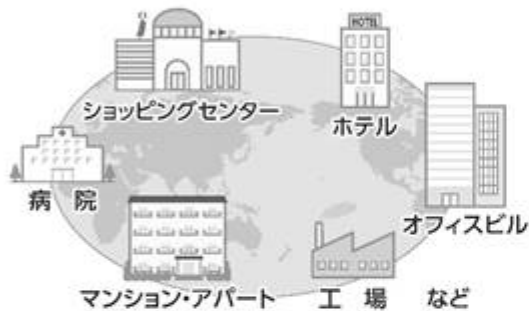 HOTEL
ショッピングセンター
ホテル
病院
オフィスビル
マンション・アパート
工場 など